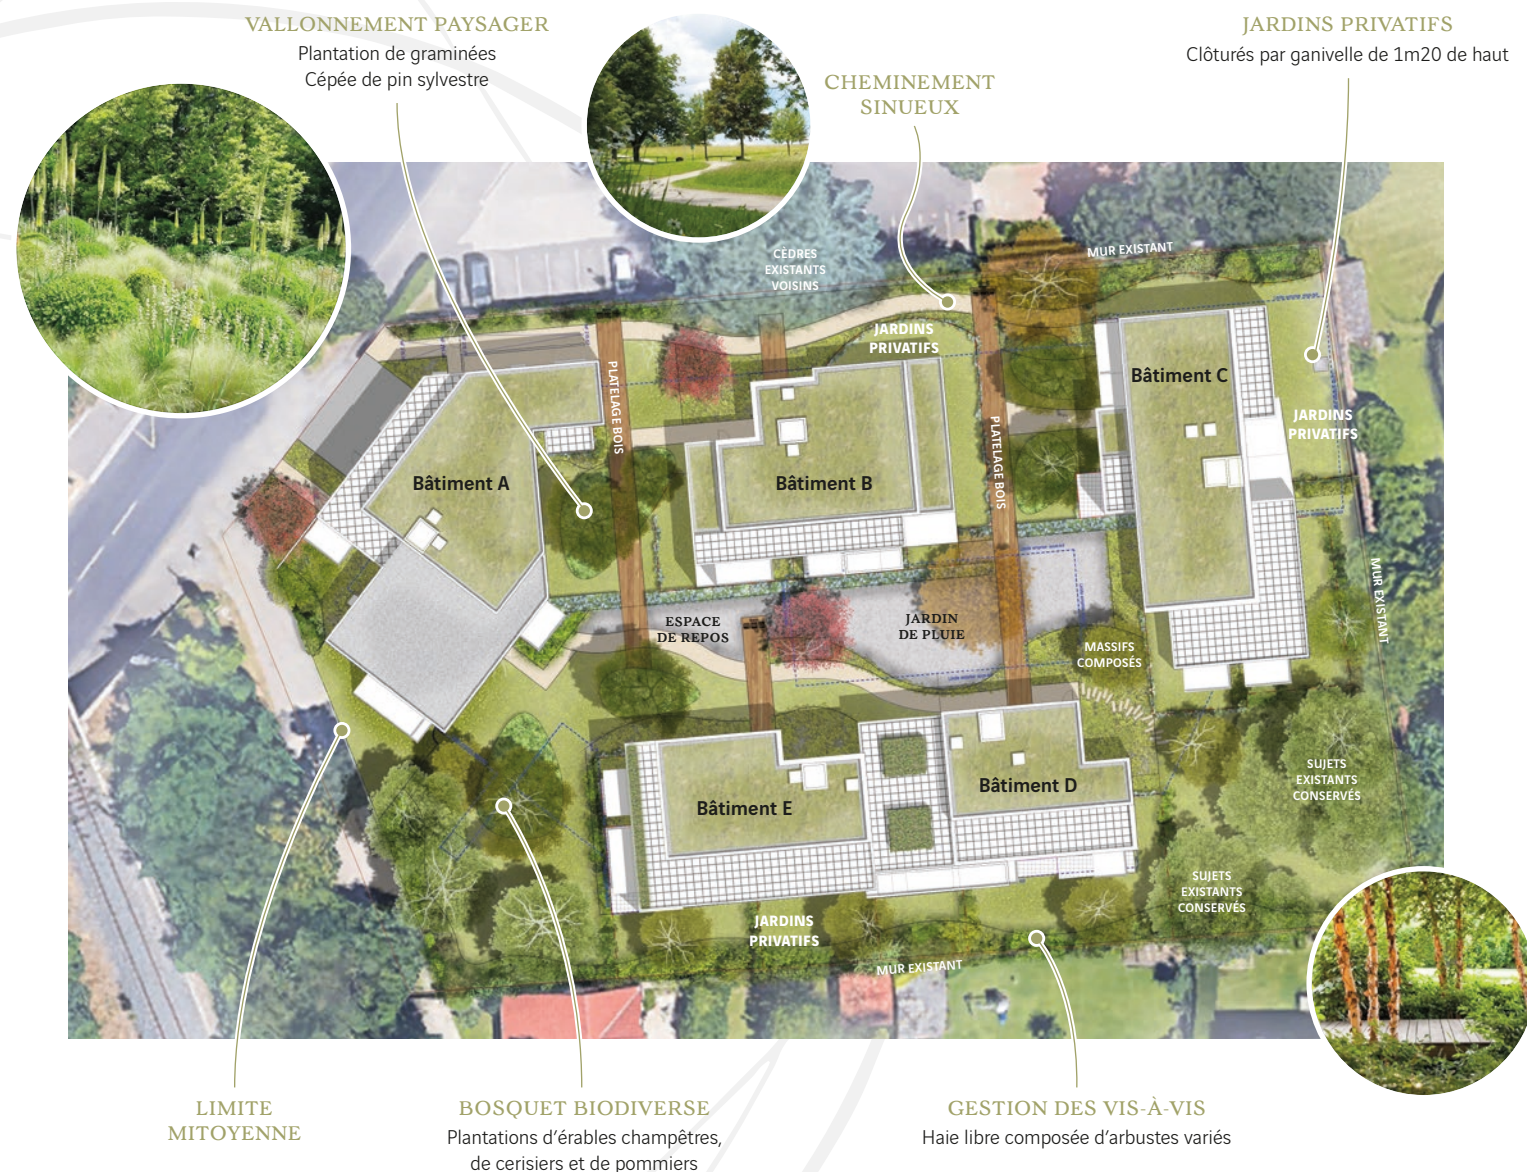 VALLONNEMENT PAYSAGER
Plantation de graminées
Cépée de pin sylvestre
CHEMINEMENT
SINUEUX
JARDINS PRIVATIFS
Clôturés par ganivelle de 1m20 de haut
CÈDRES
EXISTANTS
VOISINS
MUR EXISTANT
JARDINS
PRIVATIFS
PLATELAGE BOIS
Bâtiment A
Bâtiment B
PLATELAGE BOIS
Bâtiment C
JARDINS
PRIVATIFS
MUR EXISTANT
ESPACE
DE REPOS
JARDIN
DE PLUIE
MASSIFS
COMPOSÉS
Bâtiment E
Bâtiment D
SUJETS
EXISTANTS
CONSERVÉS
SUJETS
EXISTANTS
CONSERVÉS
JARDINS
PRIVATIFS
MUR EXISTANT
LIMITE
MITOYENNE
BOSQUET BIODIVERSE
Plantations d'érables champêtres,
de cerisiers et de pommiers
GESTION DES VIS-À-VIS
Haie libre composée d'arbustes variés